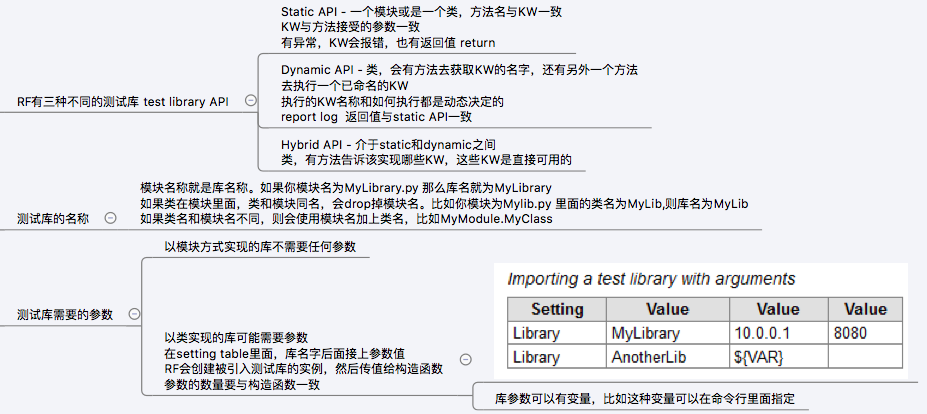 RF有三种不同的测试库 test library API
Static API - 一个模块或是一个类，方法名与KW一致
KW与方法接受的参数一致
有异常，KW会报错，也有返回值 return
Dynamic API - 类，会有方法去获取KW的名字，还有另外一个方法
去执行一个已命名的KW
执行的KW名称和如何执行都是动态决定的
report log  返回值与static API一致
Hybrid API - 介于static和dynamic之间
类，有方法告诉该实现哪些KW，这些KW是直接可用的
测试库的名称
模块名称就是库名称。如果你模块名为MyLibrary.py 那么库名就为MyLibrary
如果类在模块里面，类和模块同名，会drop掉模块名。比如你模块为Mylib.py 里面的类名为MyLib,则库名为MyLib
如果类名和模块名不同，则会使用模块名加上类名，比如MyModule.MyClass
测试库需要的参数
以模块方式实现的库不需要任何参数
以类实现的库可能需要参数
在setting table里面，库名字后面接上参数值
RF会创建被引入测试库的实例，然后传值给构造函数
参数的数量要与构造函数一致
Importing a test library with arguments
Setting Value Value Value
Library MyLibrary 10.0.0.1 8080
Library AnotherLib ${VAR}
库参数可以有变量，比如这种变量可以在命令行里面指定